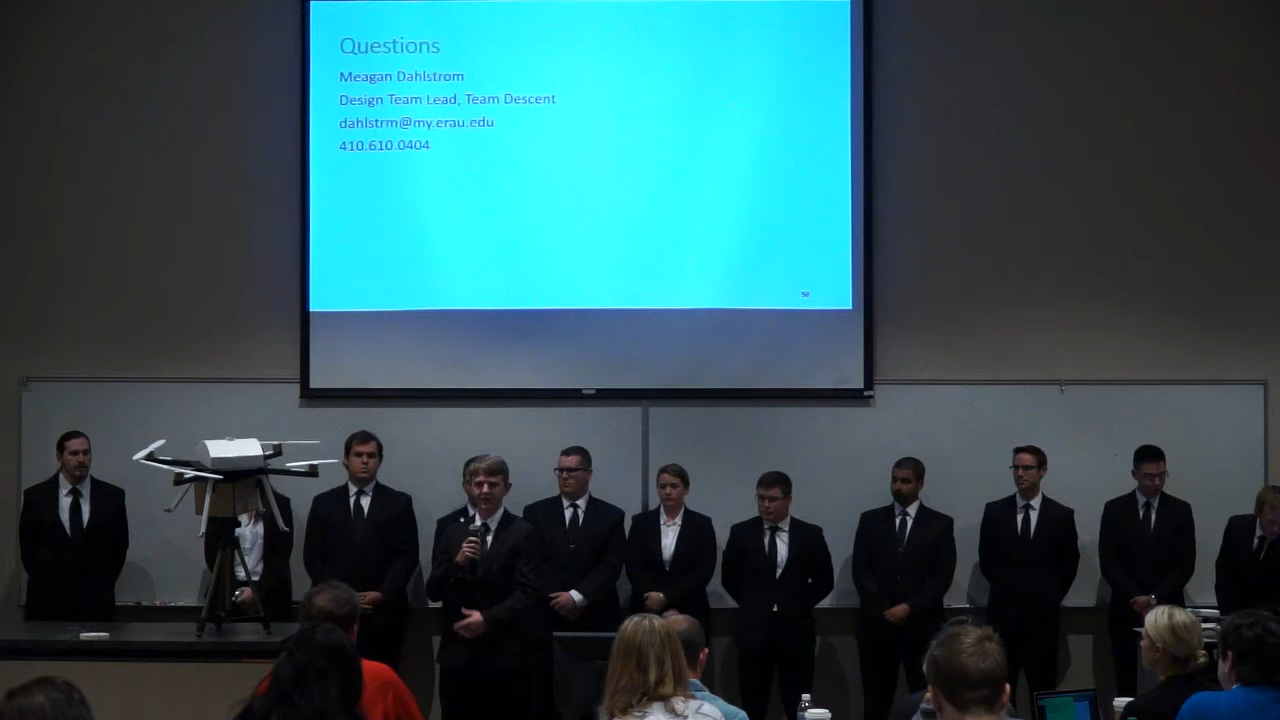 Questions
Meagan Dahlstrom
Design Team Lead, Team Descent
dahlstrm@my.erau.edu
410.610.0404